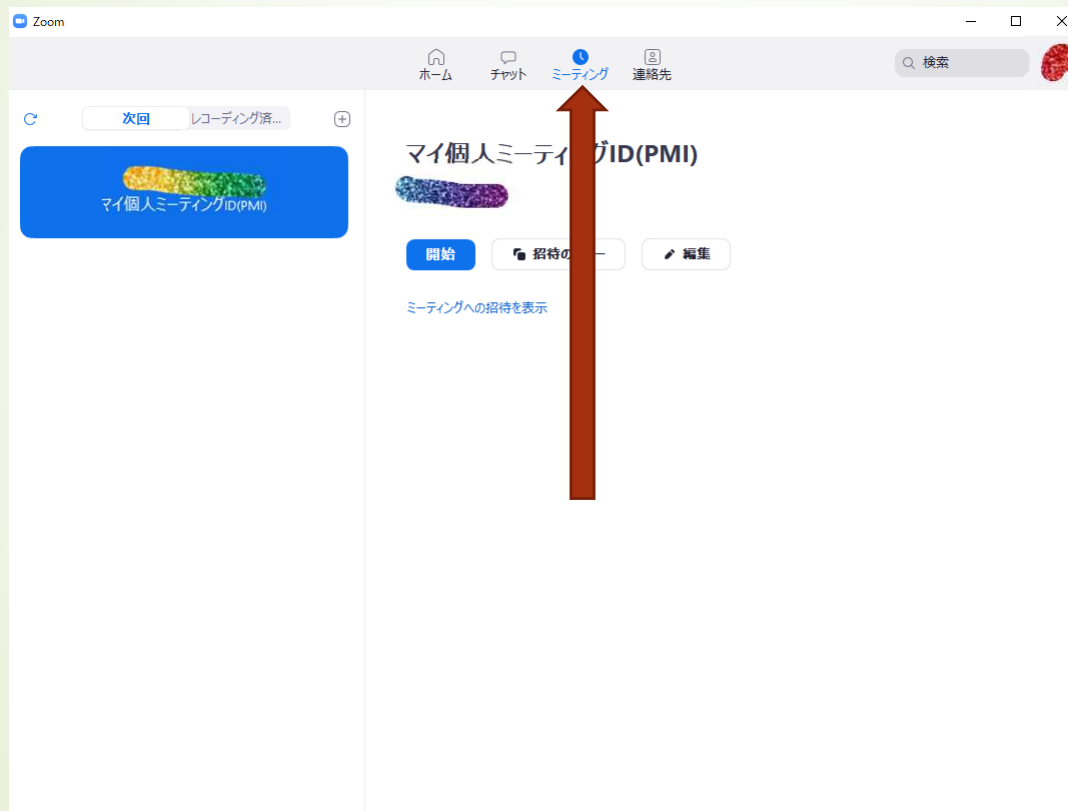 Zoom
ホーム
チャット
ミーティング
連絡先
検索
次回
レコーディング済...
マイ個人ミーティングID(PMI)
マイ個人ミーティングID(PMI)
開始
招待の
編集
ミーティングへの招待を表示